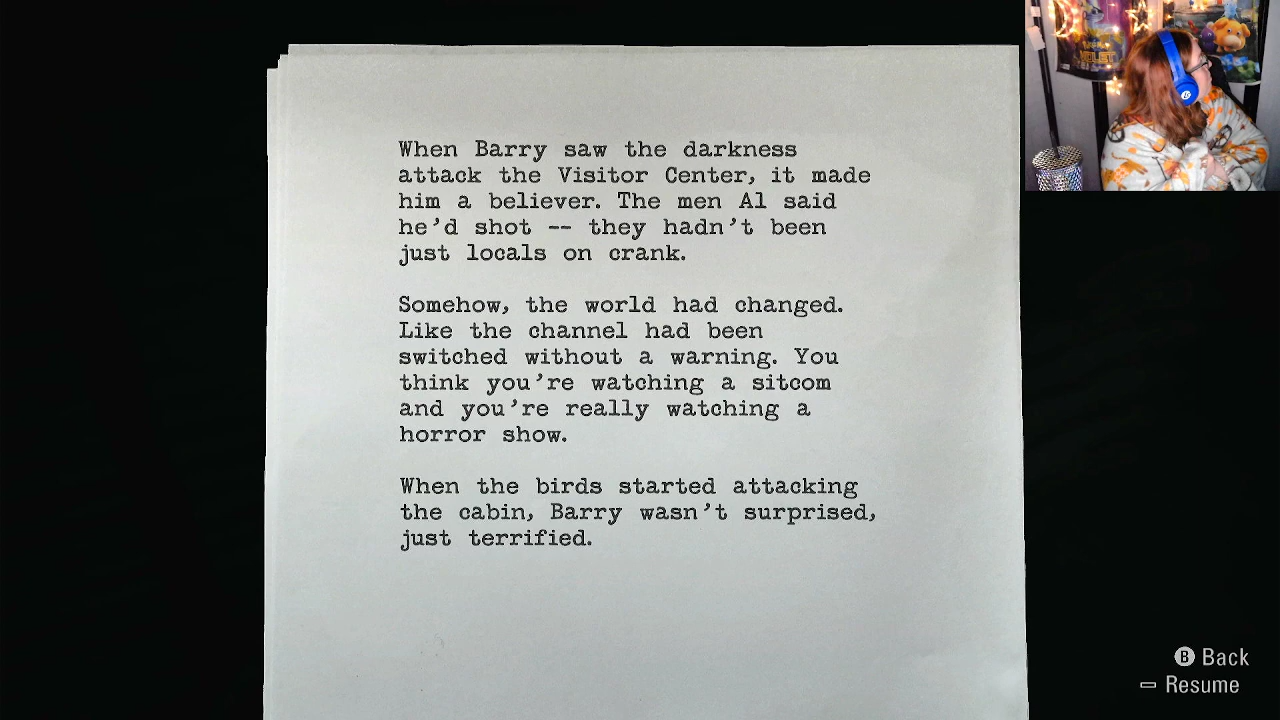 When Barry saw the darkness
attack the Visitor Center, it made
him a believer. The men Al said
he'd shot -- they hadn't been
just locals on crank.
Somehow, the world had changed.
Like the channel had been
switched without a warning. You
think you're watching a sitcom
and you're really watching a
horror show.
When the birds started attacking
the cabin, Barry wasn't surprised,
just terrified.
B Back
Resume